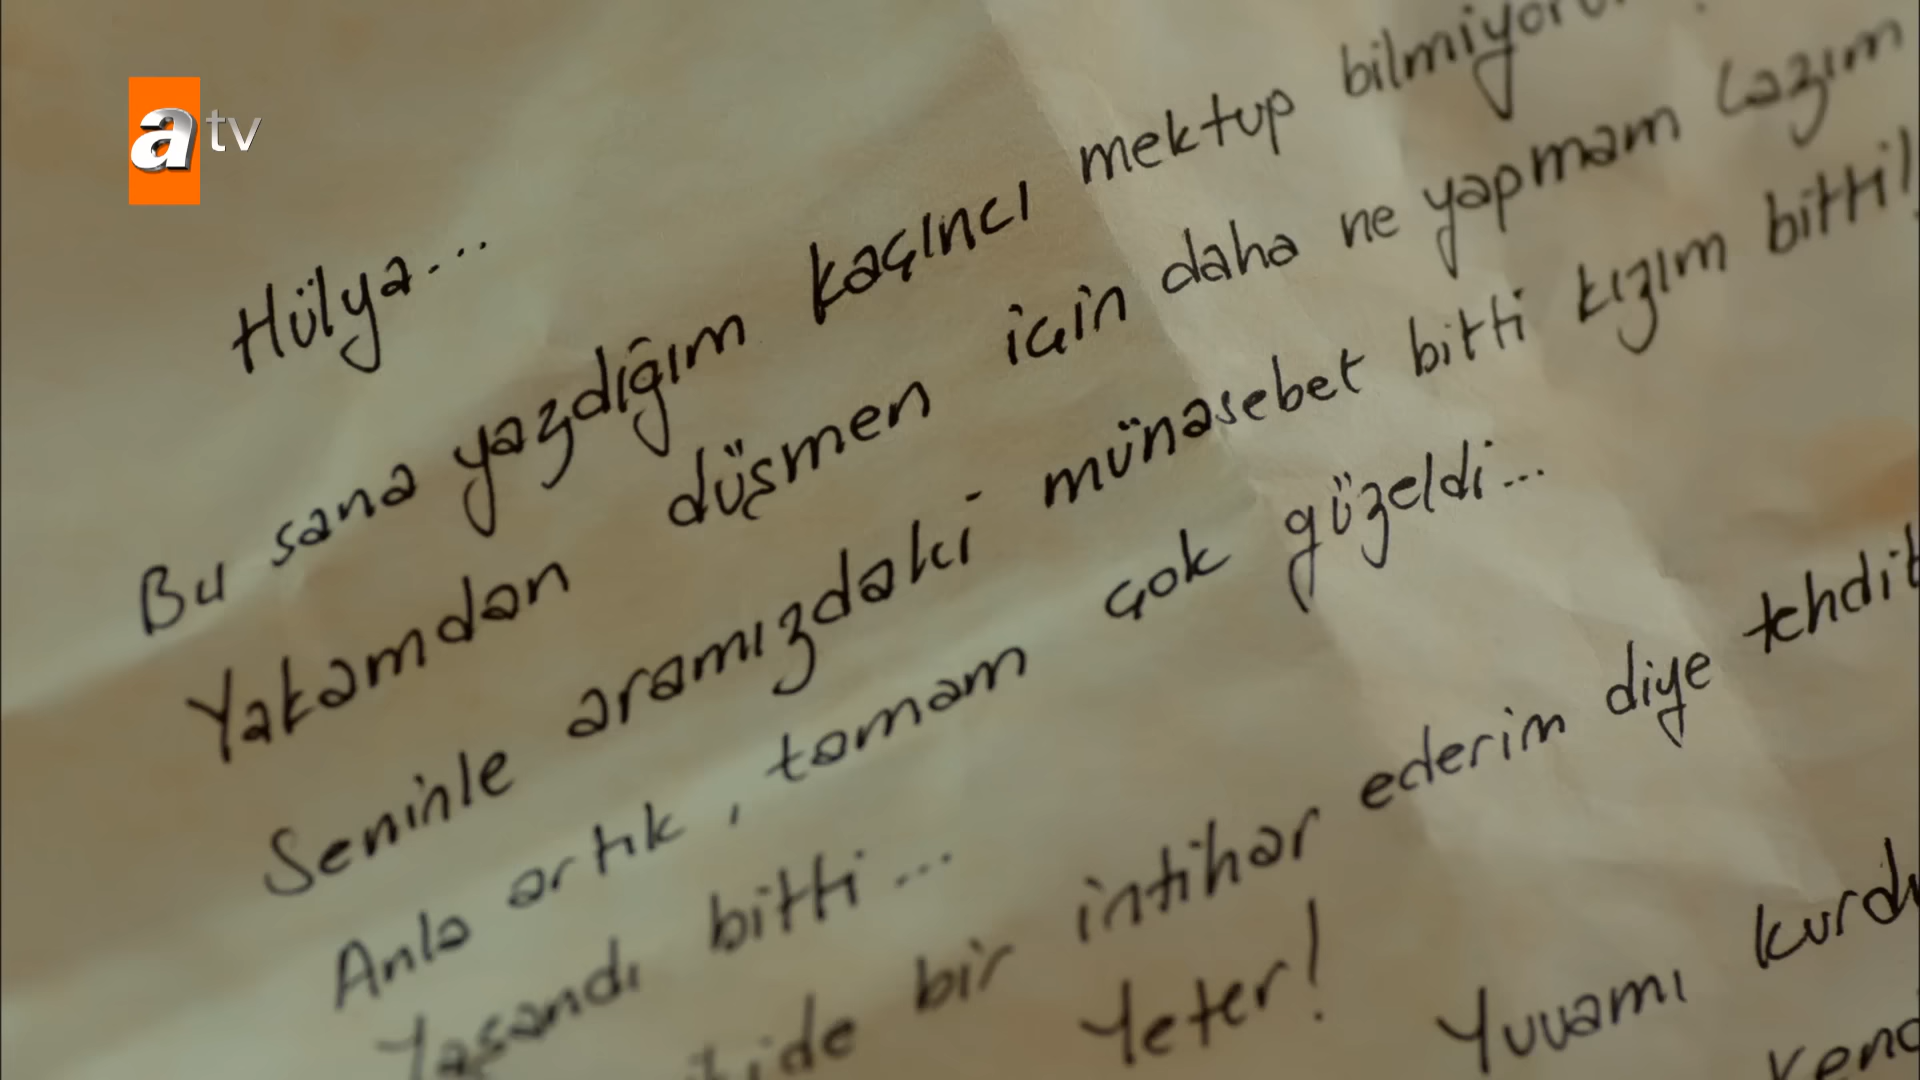 atv
Hülya...
Bu sana yazdığım kaçıncı mektup
Yakamdan düşmen için daha ne yapmam lazım
Seninle aramızdaki münasebet bitti kızım bitti!
Anla artık, tamam çok güzeldi...
Yaşandı bitti...
bir intihar ederim diye tehdit
Yeter! Yuvamı